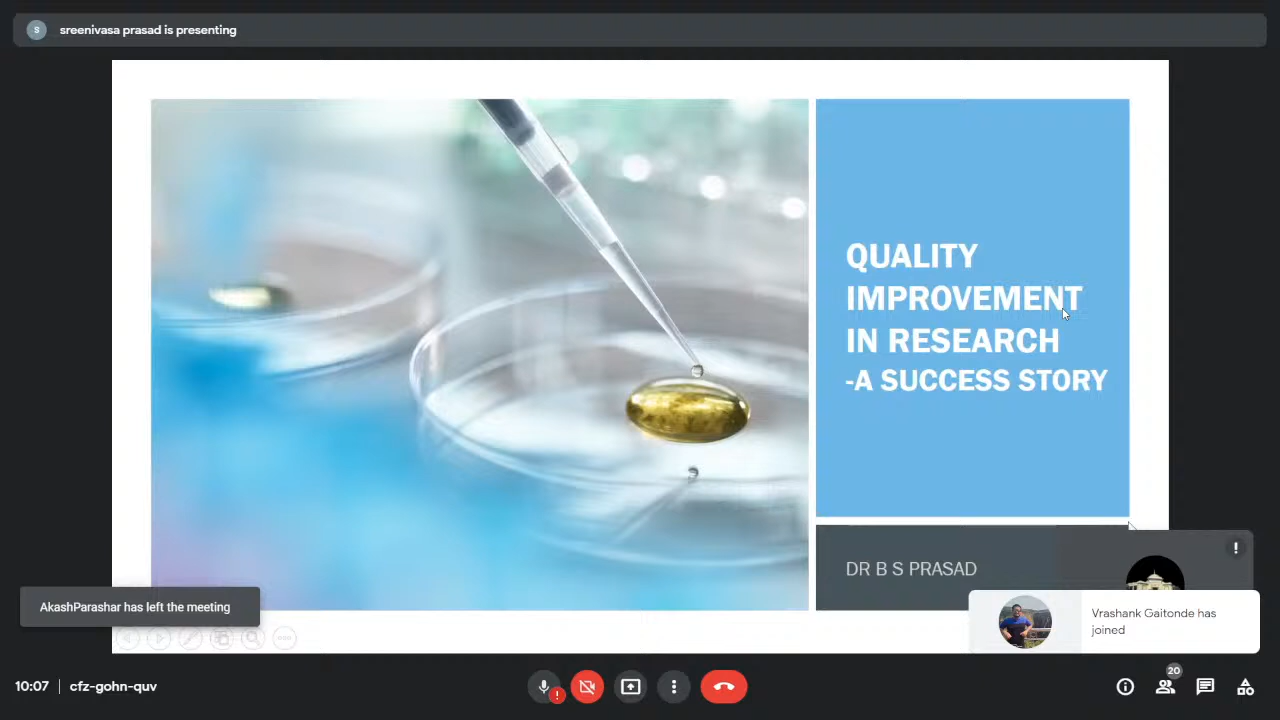 S
sreenivasa prasad is presenting
QUALITY
IMPROVEMENT
IN RESEARCH
-A SUCCESS STORY
DR B S PRASAD
!
AkashParashar has left the meeting
Vrashank Gaitonde has
joined
10:07 | cfz-gohn-quv
!
20